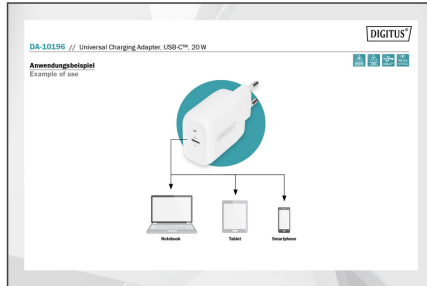 DIGITUS®
DA-10196 // Universal Charging Adapter, USB-C™, 20 W
Anwendungsbeispiel
Example of use
DIGITUS
Notebook
Tablet
Smartphone